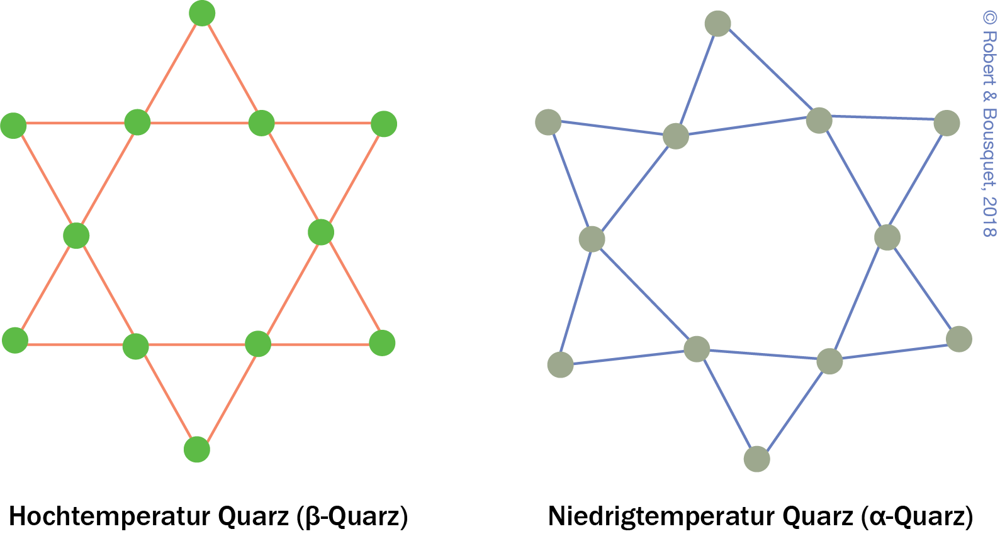 Hochtemperatur Quarz (β-Quarz)
Niedrigtemperatur Quarz (α-Quarz)
© Robert & Bousquet, 2018